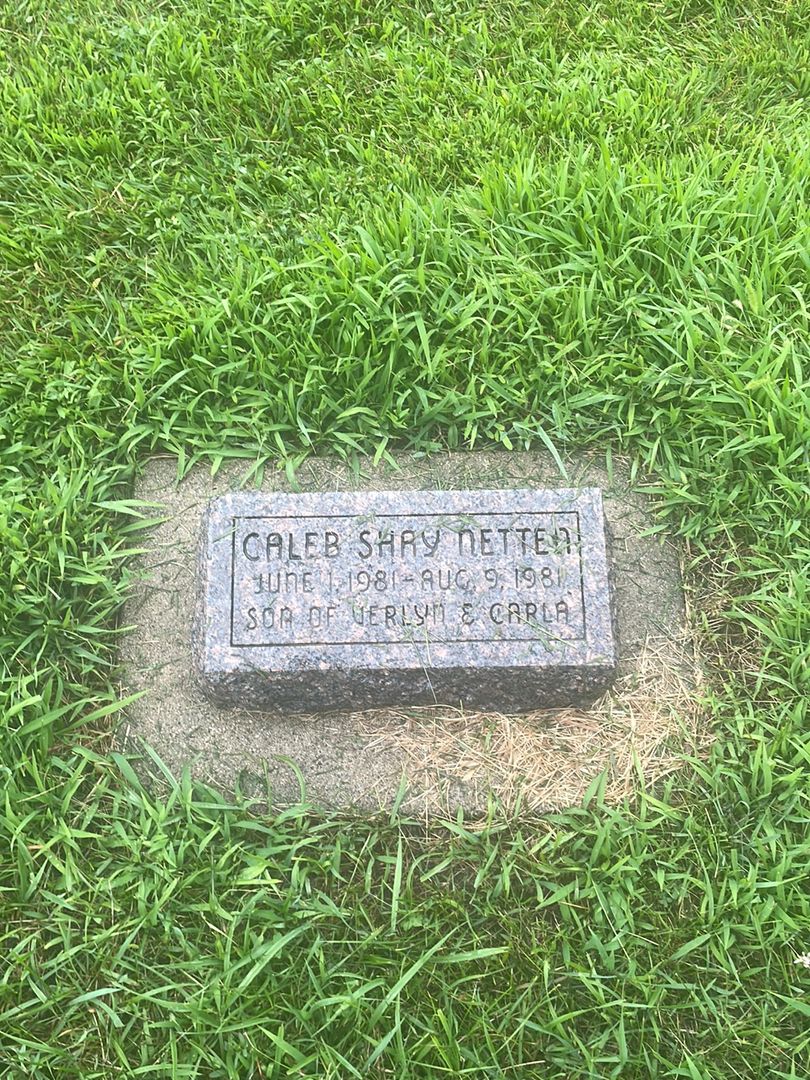 CALEB SHAY NETTEN
JUNE 1, 1981-AUG. 9, 1981
SON OF VERLYN & CARLA